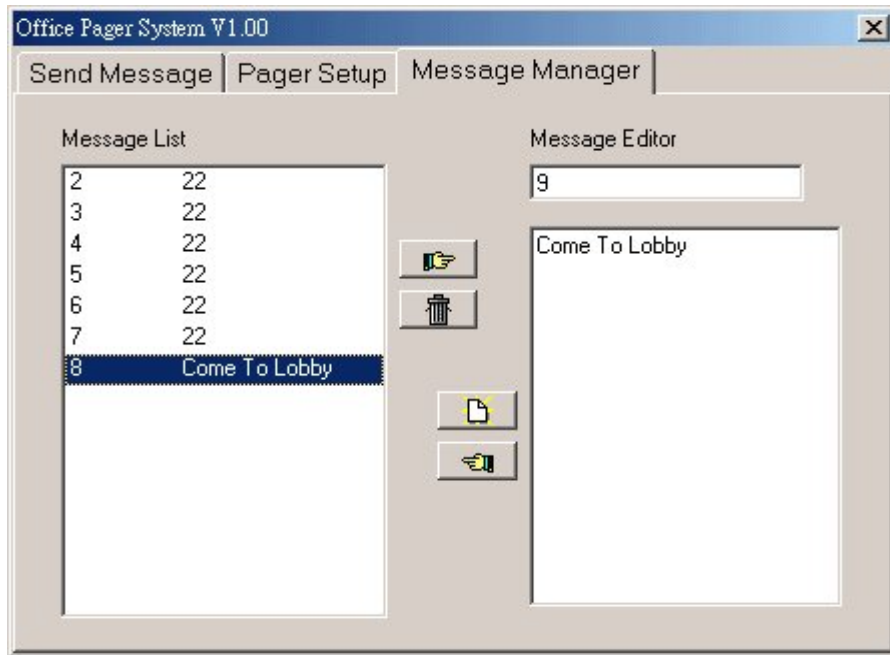 Office Pager System V1.00
Send Message Pager Setup Message Manager
Message List
2 22
3 22
4 22
5 22
6 22
7 22
8 Come To Lobby
Message Editor
9
Come To Lobby